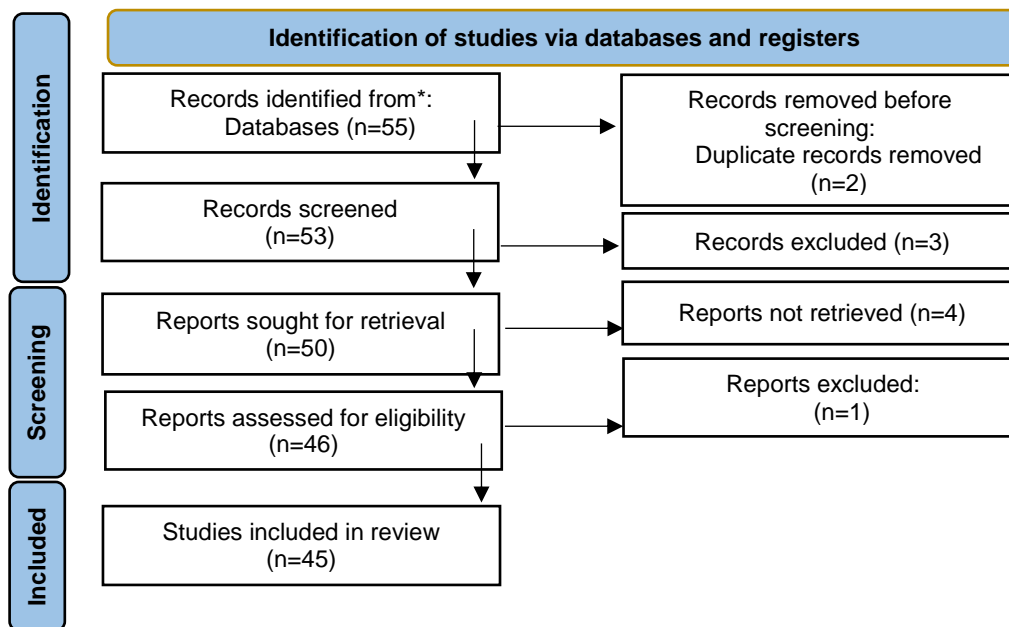 Identification of studies via databases and registers
Identification
Records identified from*:
Databases (n=55)
Records removed before
screening:
Duplicate records removed
(n=2)
Records screened
(n=53)
Records excluded (n=3)
Screening
Reports sought for retrieval
(n=50)
Reports not retrieved (n=4)
Reports assessed for eligibility
(n=46)
Reports excluded:
(n=1)
Included
Studies included in review
(n=45)